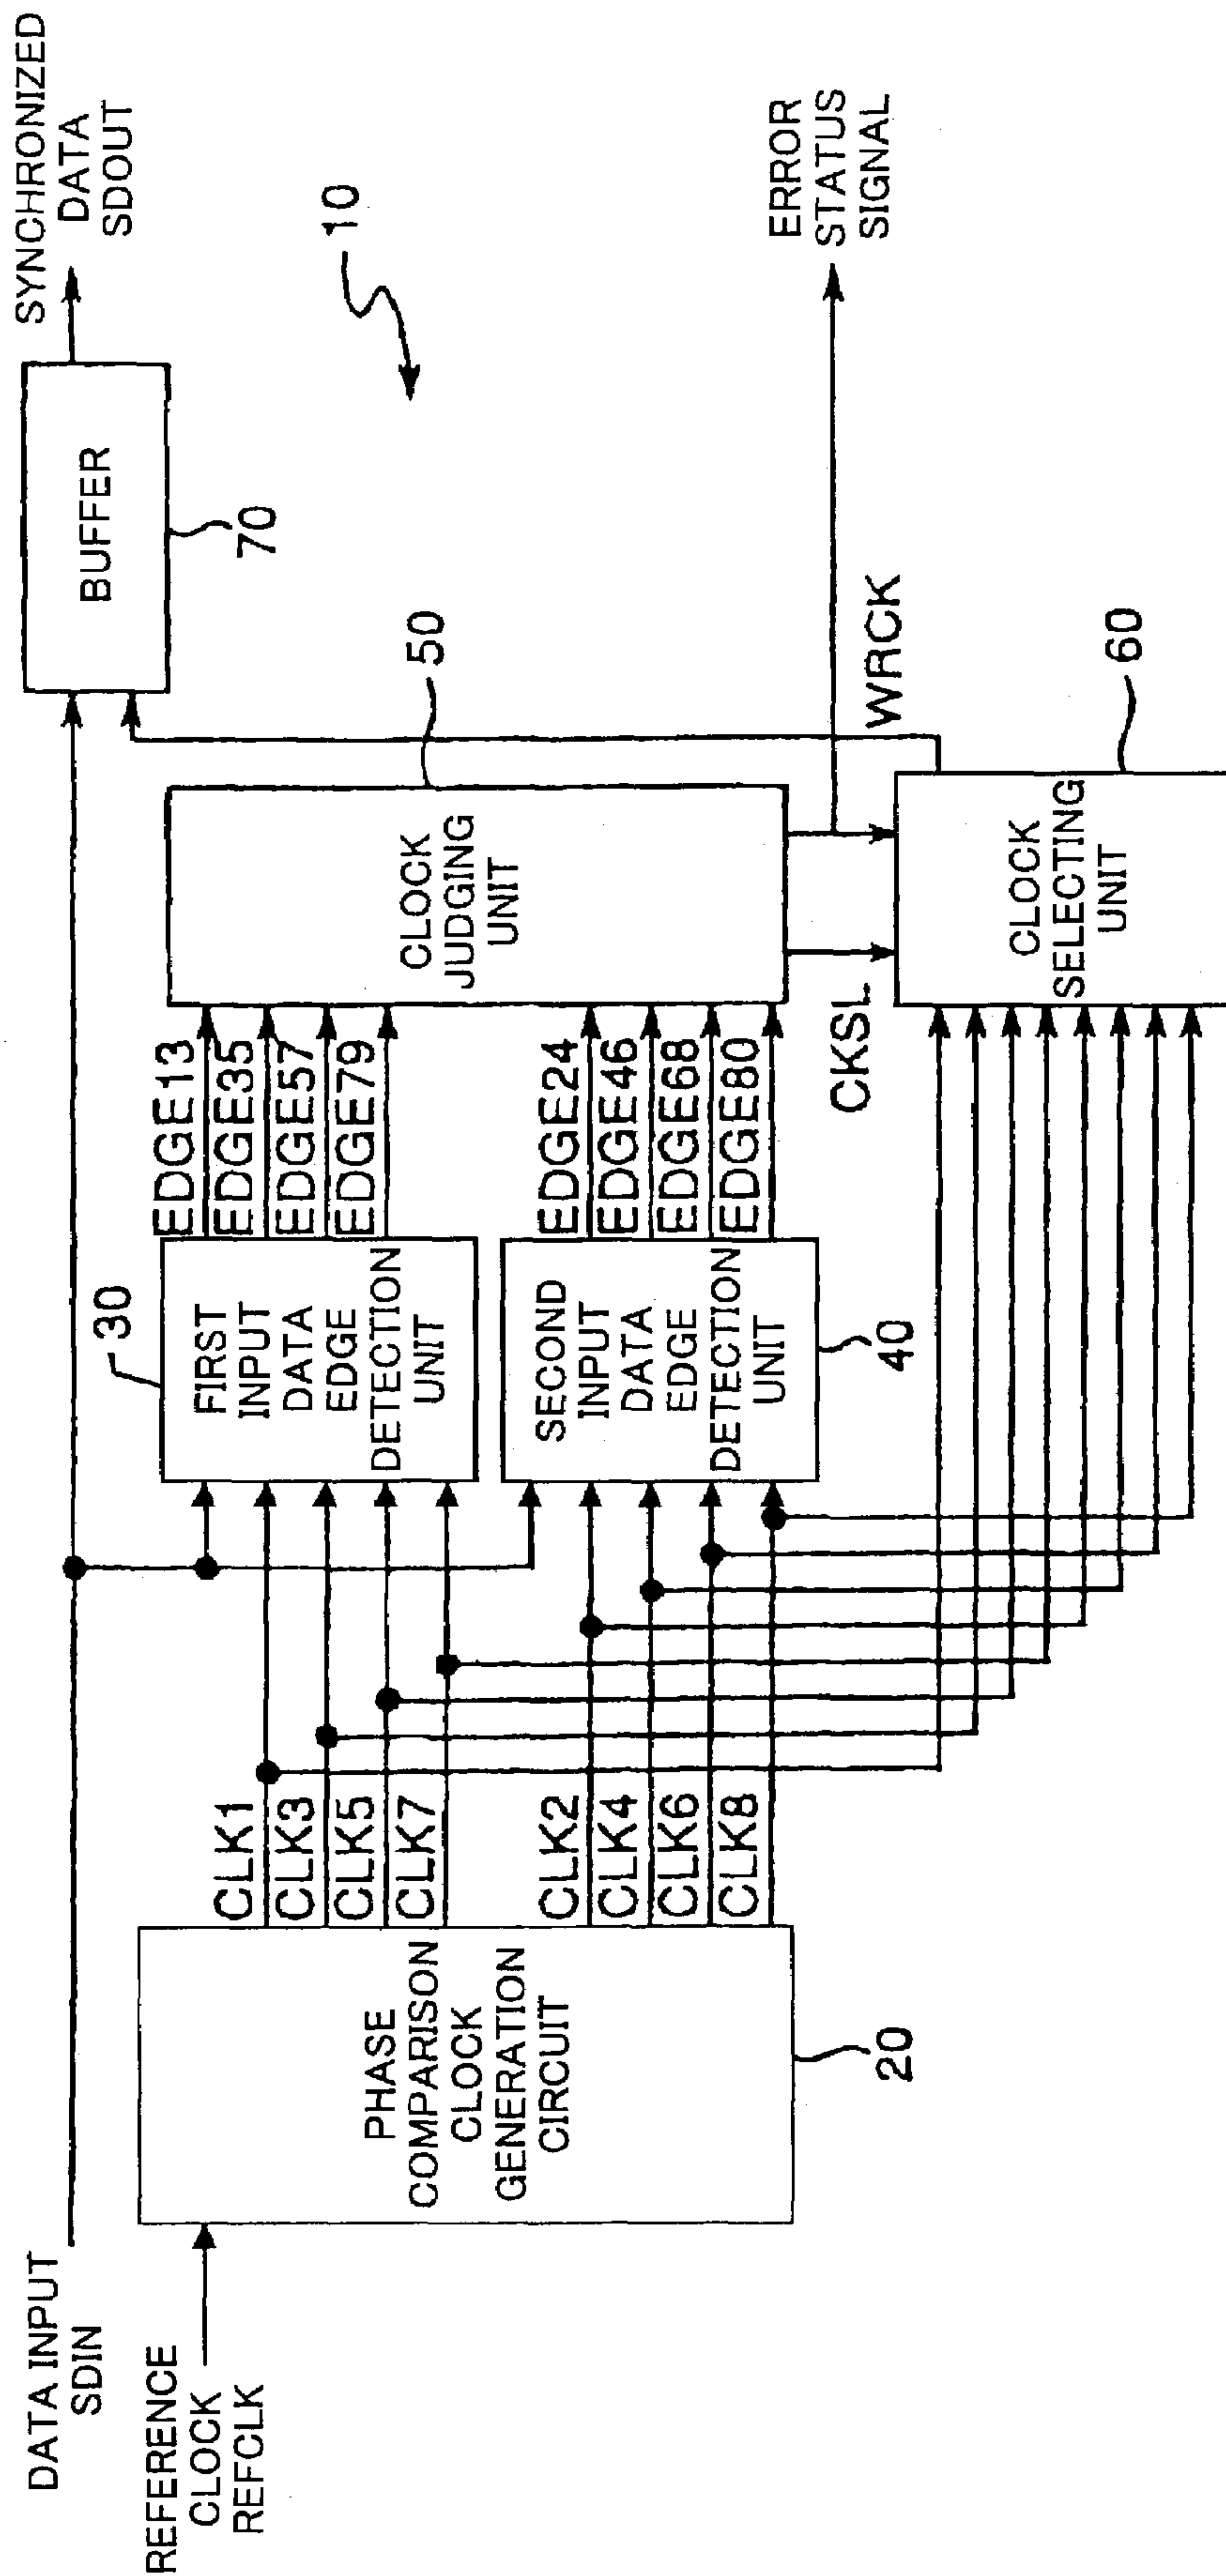 DATA INPUT
SDIN
REFERENCE
CLOCK
REFCLK
PHASE
COMPARISON
CLOCK
GENERATION
CIRCUIT
20
CLK1
CLK3
CLK5
CLK7
CLK2
CLK4
CLK6
CLK8
30
FIRST
INPUT
DATA
EDGE
DETECTION
UNIT
SECOND
INPUT
DATA
EDGE
DETECTION
UNIT
40
EDGE13
EDGE35
EDGE57
EDGE79
EDGE24
EDGE46
EDGE68
EDGE80
CLOCK
JUDGING
UNIT
50
CKSL
WRCK
CLOCK
SELECTING
UNIT
60
BUFFER
70
SYNCHRONIZED
DATA
SDOUT
10
ERROR
STATUS
SIGNAL